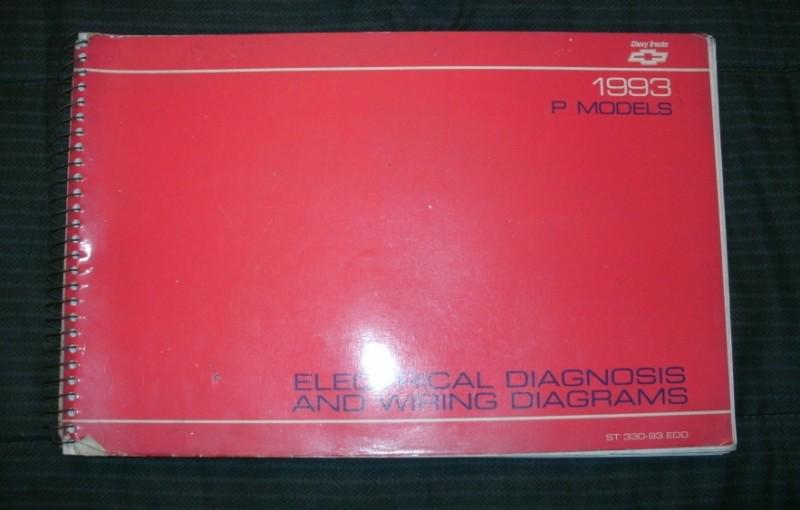 Chevy Trucks
1993
P MODELS
ELECTRICAL DIAGNOSIS
AND WIRING DIAGRAMS
ST 330-93 EDD